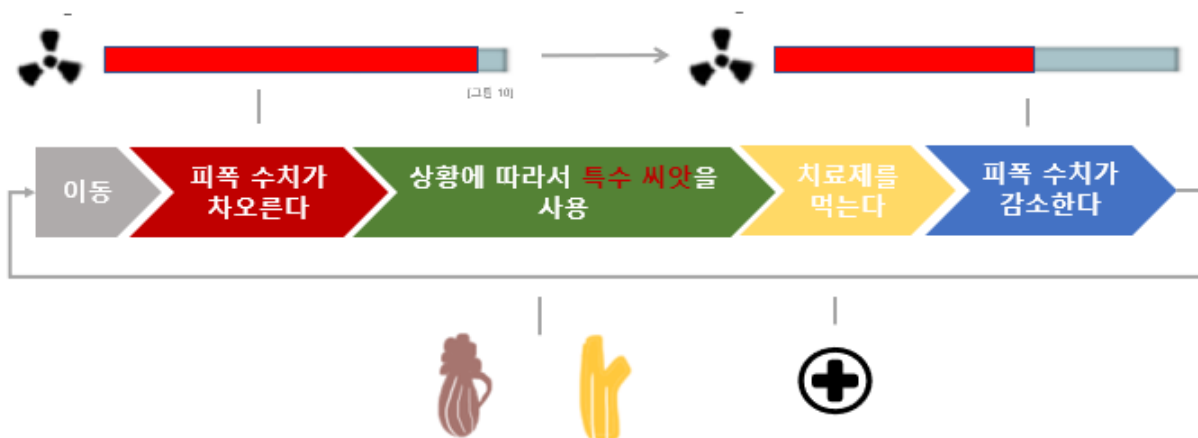 [그림 10]
이동
피폭 수치가
차오른다
상황에 따라서 특수 씨앗을
사용
치료제를
먹는다
피폭 수치가
감소한다